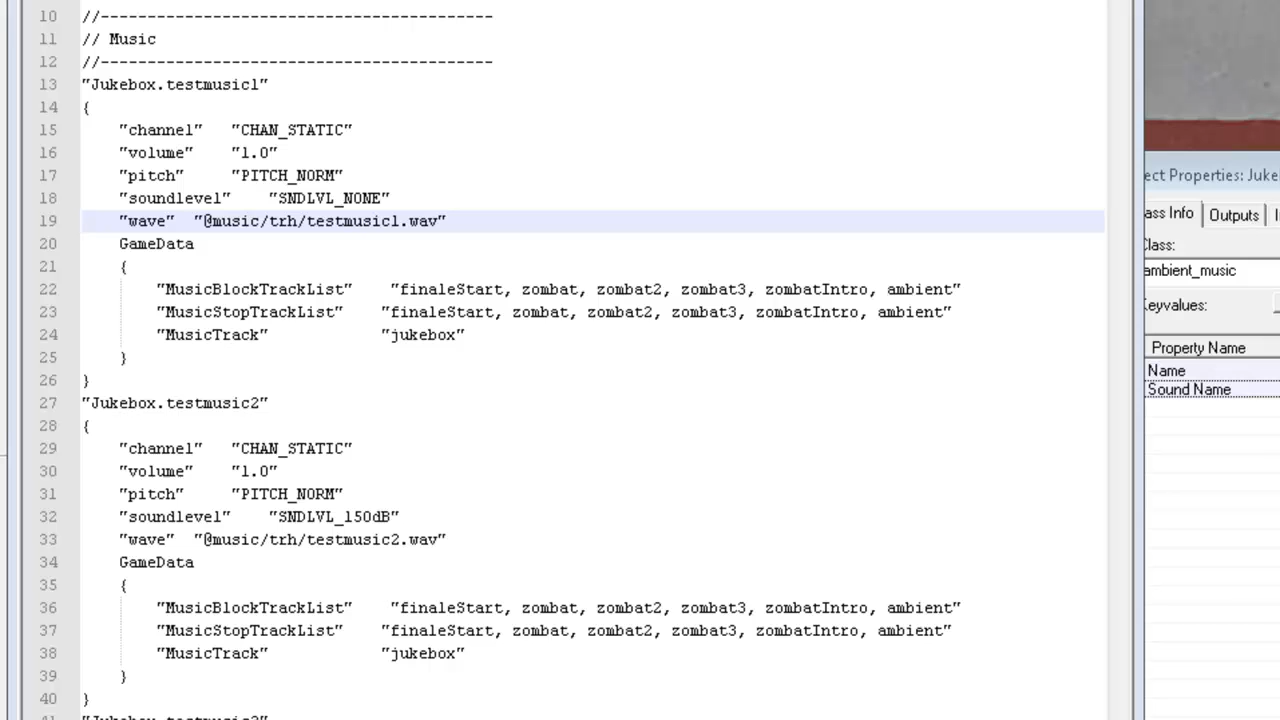 10 //------------------------------------------
11 // Music
12 //------------------------------------------
13 "Jukebox.testmusic1"
14 {
15 "channel" "CHAN_STATIC"
16 "volume" "1.0"
17 "pitch" "PITCH_NORM"
18 "soundlevel" "SNDLVL_NONE"
19 "wave" "@music/trh/testmusic1.wav"
20 GameData
21 {
22 "MusicBlockTrackList" "finaleStart, zombat, zombat2, zombat3, zombatIntro, ambient"
23 "MusicStopTrackList" "finaleStart, zombat, zombat2, zombat3, zombatIntro, ambient"
24 "MusicTrack" "jukebox"
25 }
26 }
27 "Jukebox.testmusic2"
28 {
29 "channel" "CHAN_STATIC"
30 "volume" "1.0"
31 "pitch" "PITCH_NORM"
32 "soundlevel" "SNDLVL_150dB"
33 "wave" "@music/trh/testmusic2.wav"
34 GameData
35 {
36 "MusicBlockTrackList" "finaleStart, zombat, zombat2, zombat3, zombatIntro, ambient"
37 "MusicStopTrackList" "finaleStart, zombat, zombat2, zombat3, zombatIntro, ambient"
38 "MusicTrack" "jukebox"
39 }
40 }
ect Properties: Juke
ass Info Outputs I
Class:
ambient_music
Keyvalues:
Property Name
Name
Sound Name